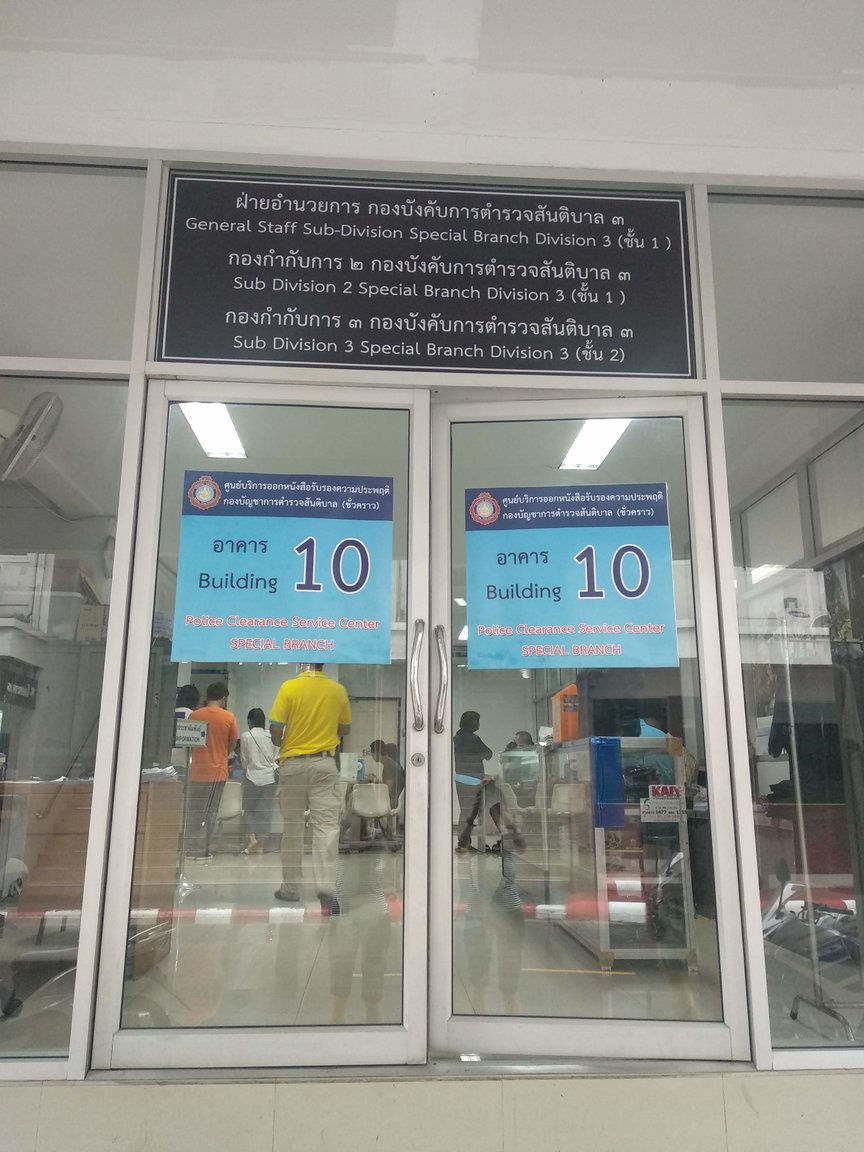 ฝ่ายอำนวยการ กองบังคับการตำรวจสันติบาล ๓
General Staff Sub-Division Special Branch Division 3 (ชั้น 1 )
กองกำกับการ ๒ กองบังคับการตำรวจสันติบาล ๓
Sub Division 2 Special Branch Division 3 (ชั้น 1 )
กองกำกับการ ๓ กองบังคับการตำรวจสันติบาล ๓
Sub Division 3 Special Branch Division 3 (ชั้น 2)
ศูนย์บริการออกหนังสือรับรองความประพฤติ
กองบัญชาการตำรวจสันติบาล (ชั่วคราว)
อาคาร
Building 10
Police Clearance Service Center
SPECIAL BRANCH
ศูนย์บริการออกหนังสือรับรองความประพฤติ
กองบัญชาการตำรวจสันติบาล (ชั่วคราว)
อาคาร
Building 10
Police Clearance Service Center
SPECIAL BRANCH
ประชาสัมพันธ์
INFORMATION